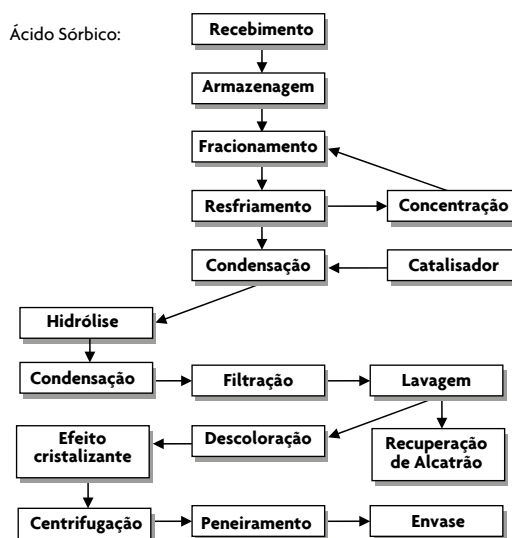 Ácido Sórbico:
Recebimento
Armazenagem
Fracionamento
Resfriamento
Concentração
Condensação
Catalisador
Hidrólise
Condensação
Filtração
Lavagem
Efeito
cristalizante
Descoloração
Recuperação
de Alcatrão
Centrifugação
Peneiramento
Envase